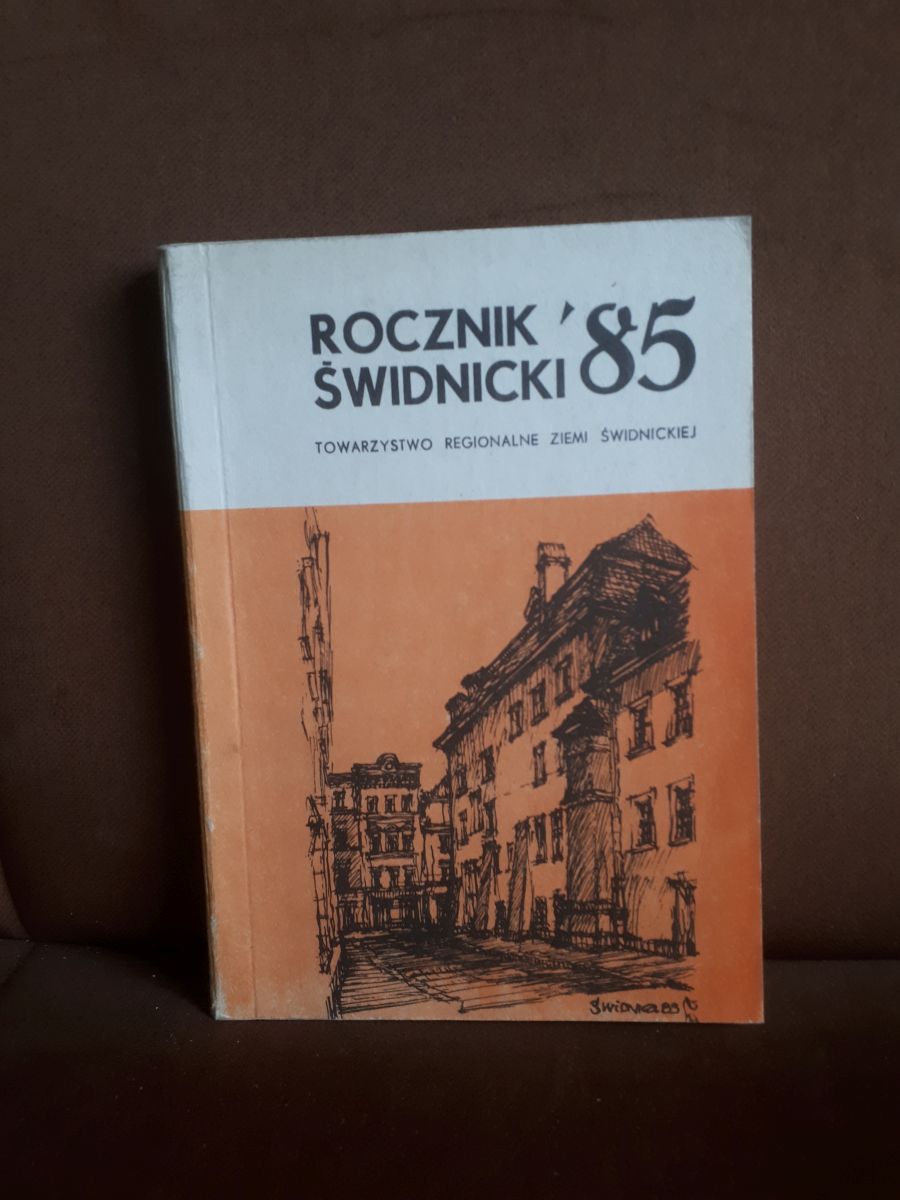 ROCZNIK '85
ŚWIDNICKI
TOWARZYSTWO REGIONALNE ZIEMI ŚWIDNICKIEJ
ŚWIDNICA 83